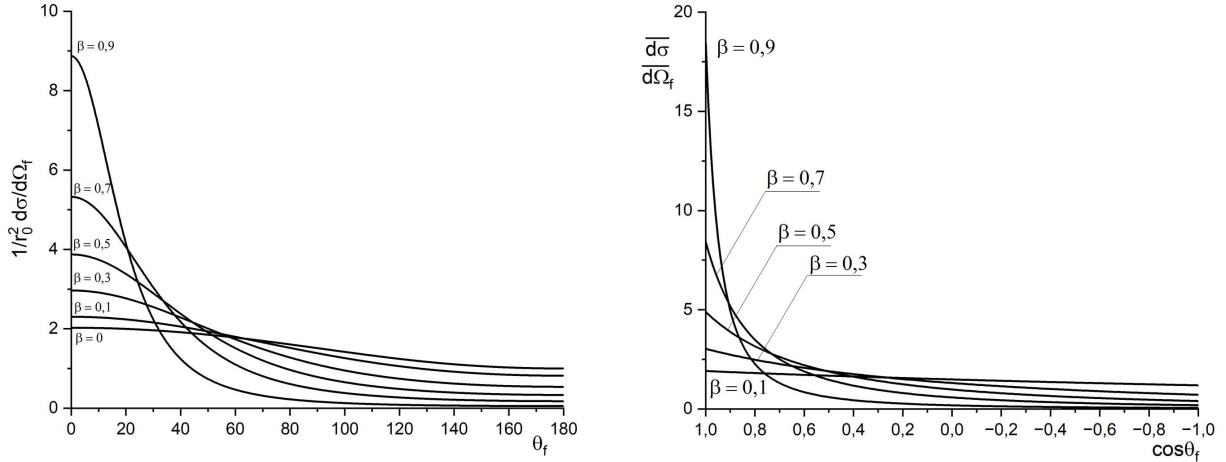 10
8
6
4
2
0
1/r₀² dσ/dΩf
β = 0,9
β = 0,7
β = 0,5
β = 0,3
β = 0,1
β = 0
0 20 40 60 80 100 120 140 160 180
θf
20
15
10
5
0
dσ
dΩf
β = 0,9
β = 0,7
β = 0,5
β = 0,3
β = 0,1
1,0 0,8 0,6 0,4 0,2 0,0 −0,2 −0,4 −0,6 −0,8 −1,0
cosθf